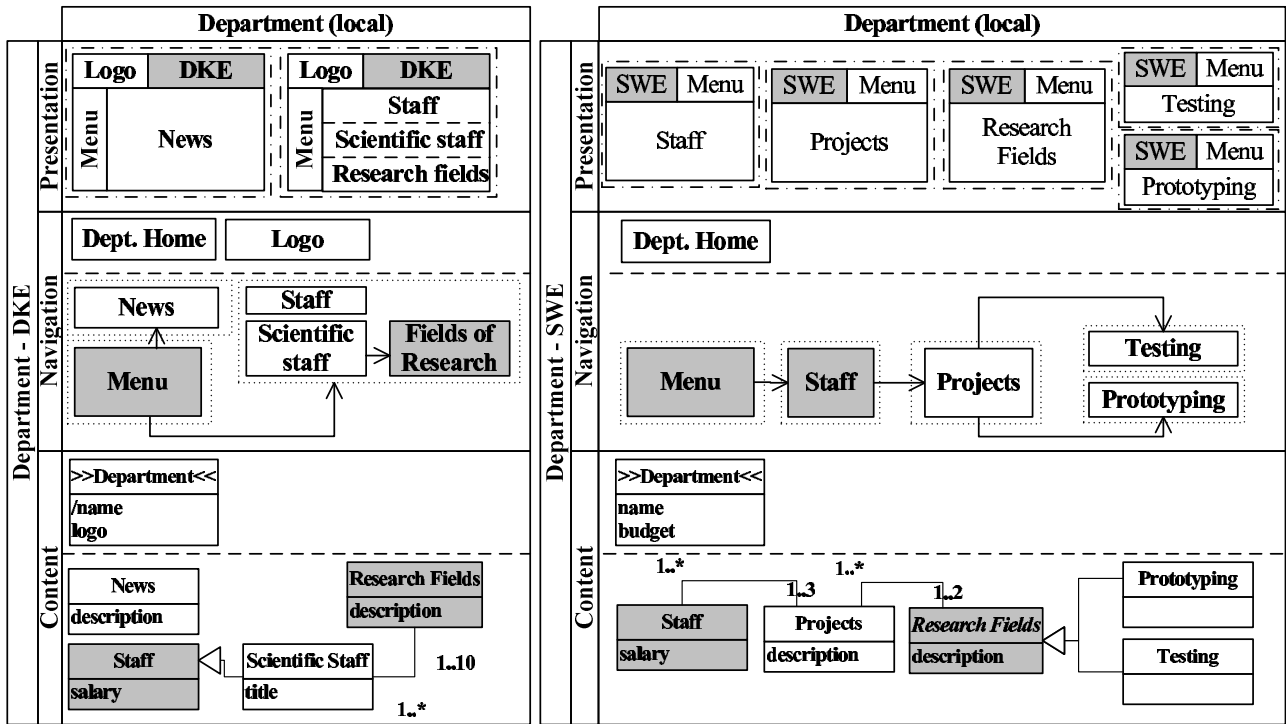 Department (local)
Department - DKE
Presentation
Logo
DKE
Menu
News
Logo
DKE
Menu
Staff
Scientific staff
Research fields
Navigation
Dept. Home
Logo
News
Menu
Staff
Scientific
staff
Fields of
Research
Content
>>Department<<
/name
logo
News
description
Research Fields
description
Staff
salary
Scientific Staff
title
1..10
1..*
Department (local)
Department - SWE
Presentation
SWE
Menu
Staff
SWE
Menu
Projects
SWE
Menu
Research
Fields
SWE
Menu
Testing
SWE
Menu
Prototyping
Navigation
Dept. Home
Menu
Staff
Projects
Testing
Prototyping
Content
>>Department<<
name
budget
1..*
1..3
1..*
1..2
Staff
salary
Projects
description
Research Fields
description
Prototyping
Testing